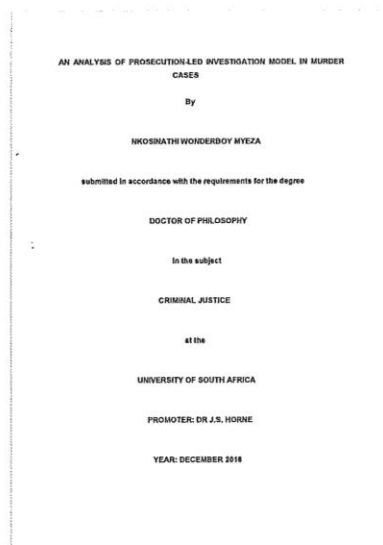 AN ANALYSIS OF PROSECUTION-LED INVESTIGATION MODEL IN MURDER
CASES
By
NKOSINATHI WONDERBOY MYEZA
submitted in accordance with the requirements for the degree
DOCTOR OF PHILOSOPHY
in the subject
CRIMINAL JUSTICE
at the
UNIVERSITY OF SOUTH AFRICA
PROMOTER: DR J.S. HORNE
YEAR: DECEMBER